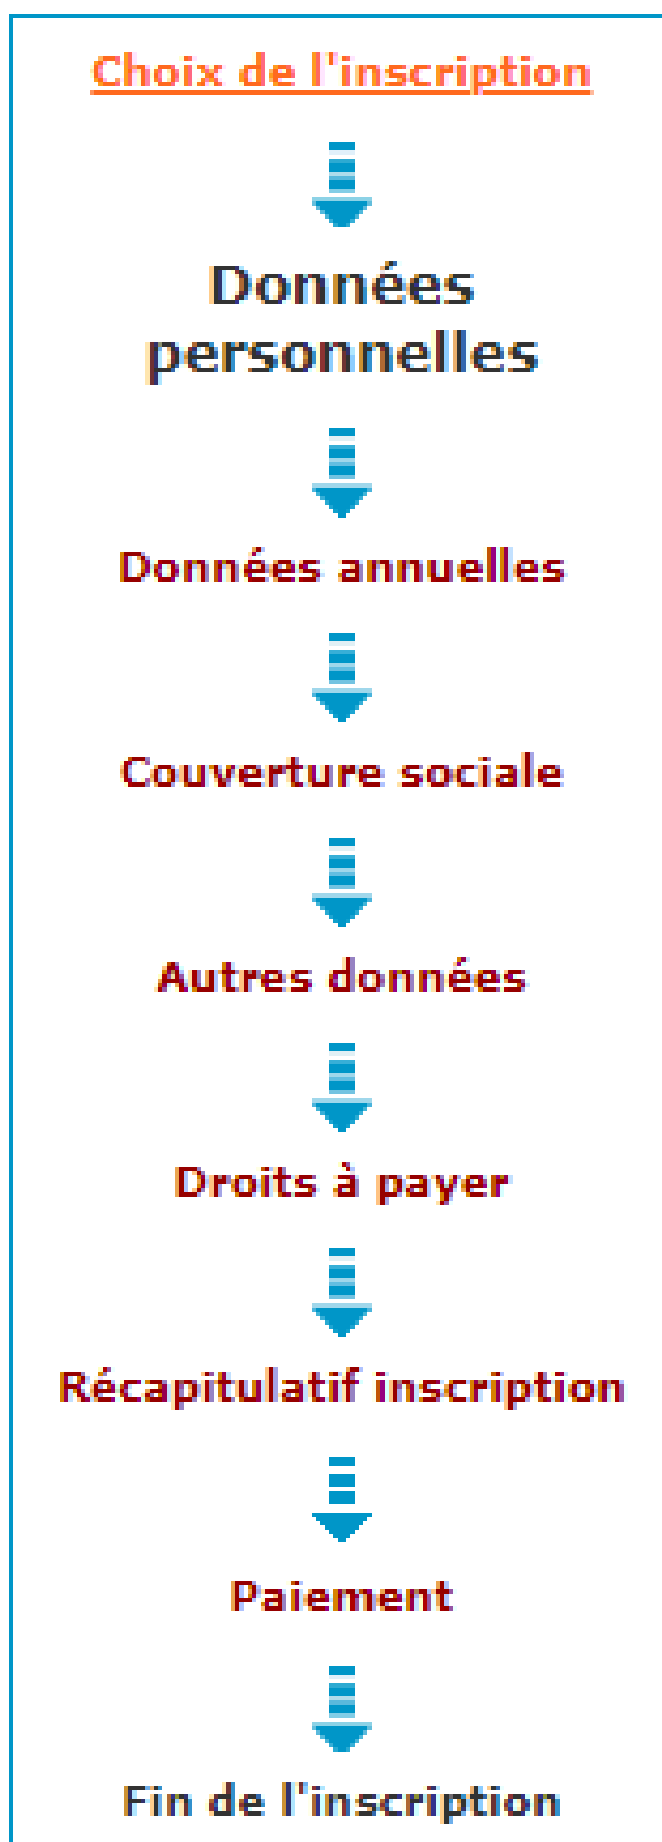 Choix de l'inscription
Données
personnelles
Données annuelles
Couverture sociale
Autres données
Droits à payer
Récapitulatif inscription
Paiement
Fin de l'inscription